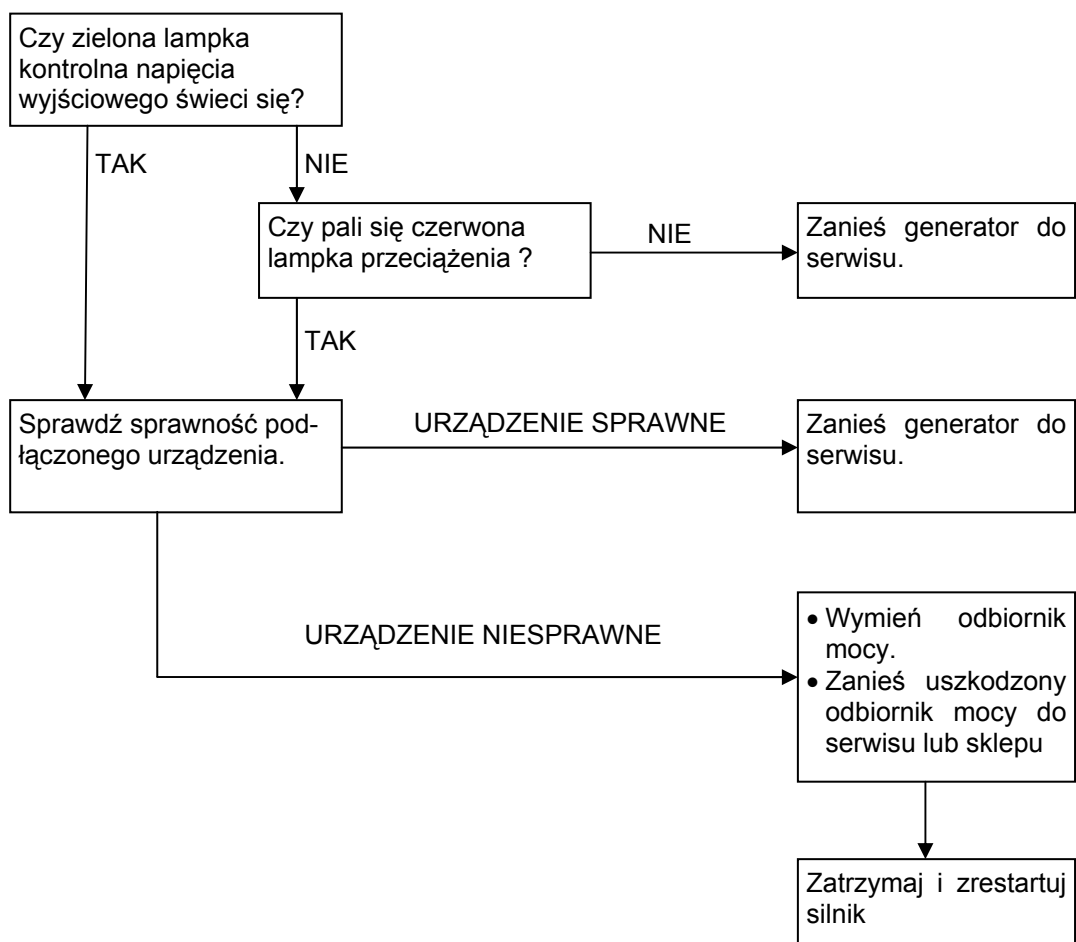 Czy zielona lampka
kontrolna napięcia
wyjściowego świeci się?
TAK
NIE
Czy pali się czerwona
lampka przeciążenia ?
NIE
Zanieś generator do
serwisu.
TAK
Sprawdź sprawność pod-
łączonego urządzenia.
URZĄDZENIE SPRAWNE
Zanieś generator do
serwisu.
URZĄDZENIE NIESPRAWNE
• Wymień odbiornik
mocy.
• Zanieś uszkodzony
odbiornik mocy do
serwisu lub sklepu
Zatrzymaj i zrestartuj
silnik